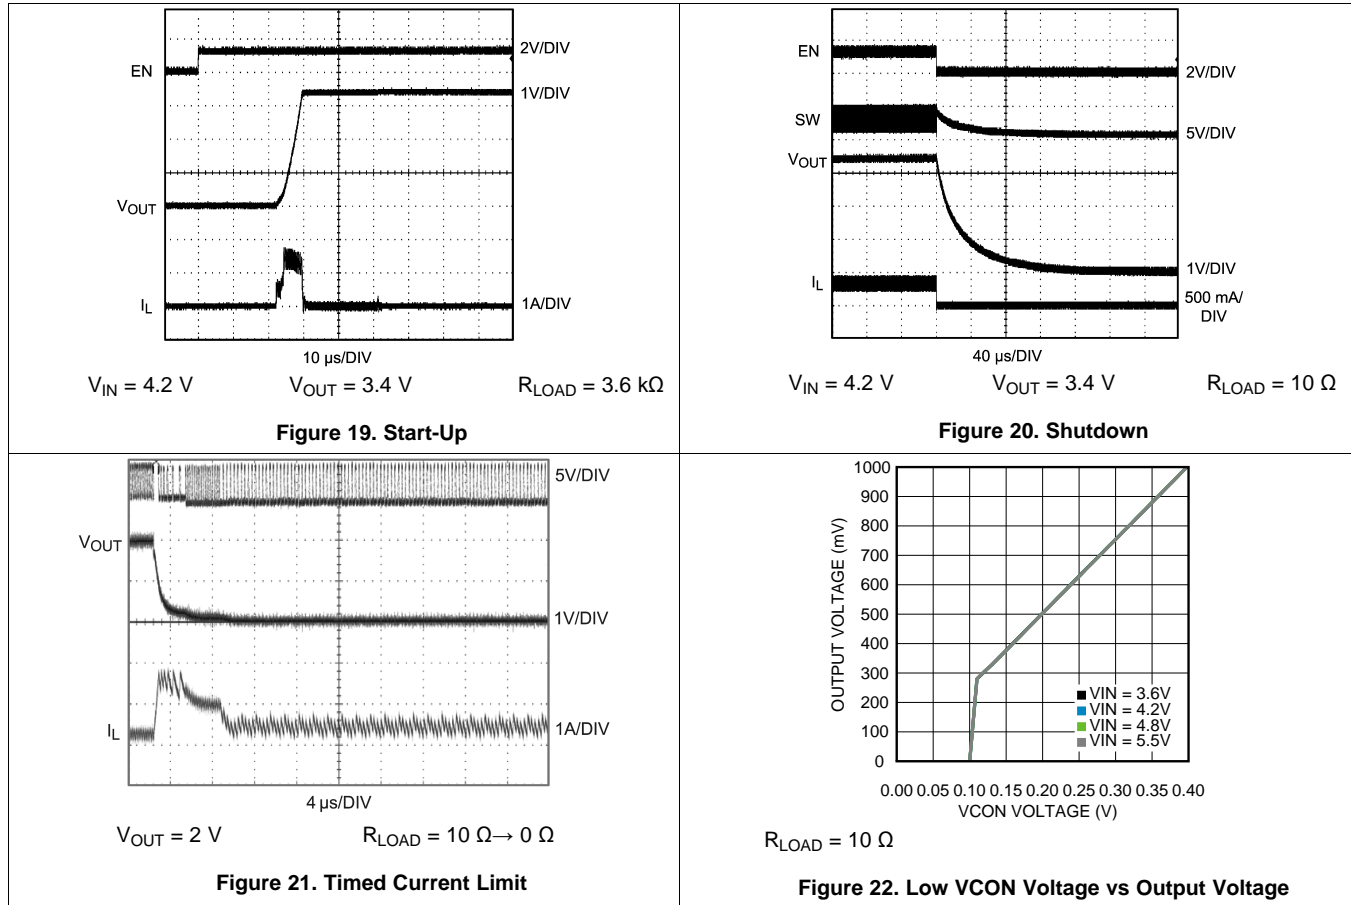 EN
2V/DIV
1V/DIV
VOUT
IL
1A/DIV
10 µs/DIV
VIN = 4.2 V VOUT = 3.4 V RLOAD = 3.6 kΩ
Figure 19. Start-Up
EN
2V/DIV
SW
5V/DIV
VOUT
1V/DIV
IL
500 mA/
DIV
40 µs/DIV
VIN = 4.2 V VOUT = 3.4 V RLOAD = 10 Ω
Figure 20. Shutdown
5V/DIV
VOUT
1V/DIV
IL
1A/DIV
4 µs/DIV
VOUT = 2 V RLOAD = 10 Ω→ 0 Ω
Figure 21. Timed Current Limit
1000
900
800
700
600
500
400
300
200
100
0
OUTPUT VOLTAGE (mV)
VIN = 3.6V
VIN = 4.2V
VIN = 4.8V
VIN = 5.5V
0.00 0.05 0.10 0.15 0.20 0.25 0.30 0.35 0.40
VCON VOLTAGE (V)
RLOAD = 10 Ω
Figure 22. Low VCON Voltage vs Output Voltage